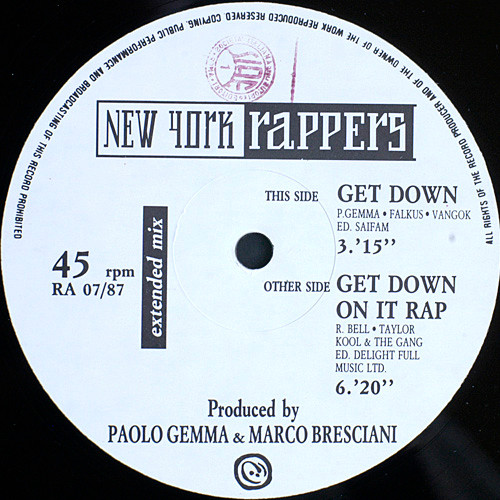 ALL RIGHTS OF THE RECORD PRODUCER AND OF THE OWNER OF THE WORK REPRODUCED RESERVED. COPYING, PUBLIC PERFORMANCE AND BROADCASTING OF THIS RECORD PROHIBITED
NEW YORK RAPPERS
THIS SIDE GET DOWN
P.GEMMA • FALKUS • VANGOK
ED. SAIFAM
3.'15''
45 rpm
RA 07/87
extended mix
OTHER SIDE GET DOWN
ON IT RAP
R. BELL • TAYLOR
KOOL & THE GANG
ED. DELIGHT FULL
MUSIC LTD.
6.'20''
Produced by
PAOLO GEMMA & MARCO BRESCIANI